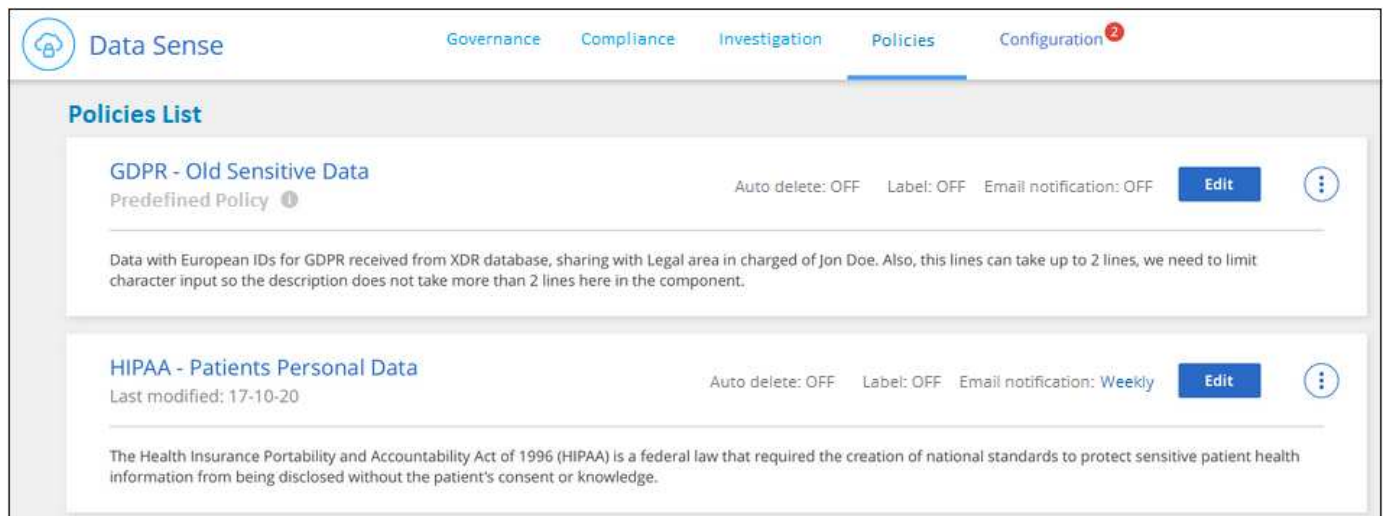 Data Sense
Governance Compliance Investigation Policies Configuration 2
Policies List
GDPR - Old Sensitive Data
Predefined Policy i
Auto delete: OFF Label: OFF Email notification: OFF Edit
Data with European IDs for GDPR received from XDR database, sharing with Legal area in charged of Jon Doe. Also, this lines can take up to 2 lines, we need to limit
character input so the description does not take more than 2 lines here in the component.
HIPAA - Patients Personal Data
Last modified: 17-10-20
Auto delete: OFF Label: OFF Email notification: Weekly Edit
The Health Insurance Portability and Accountability Act of 1996 (HIPAA) is a federal law that required the creation of national standards to protect sensitive patient health
information from being disclosed without the patient's consent or knowledge.